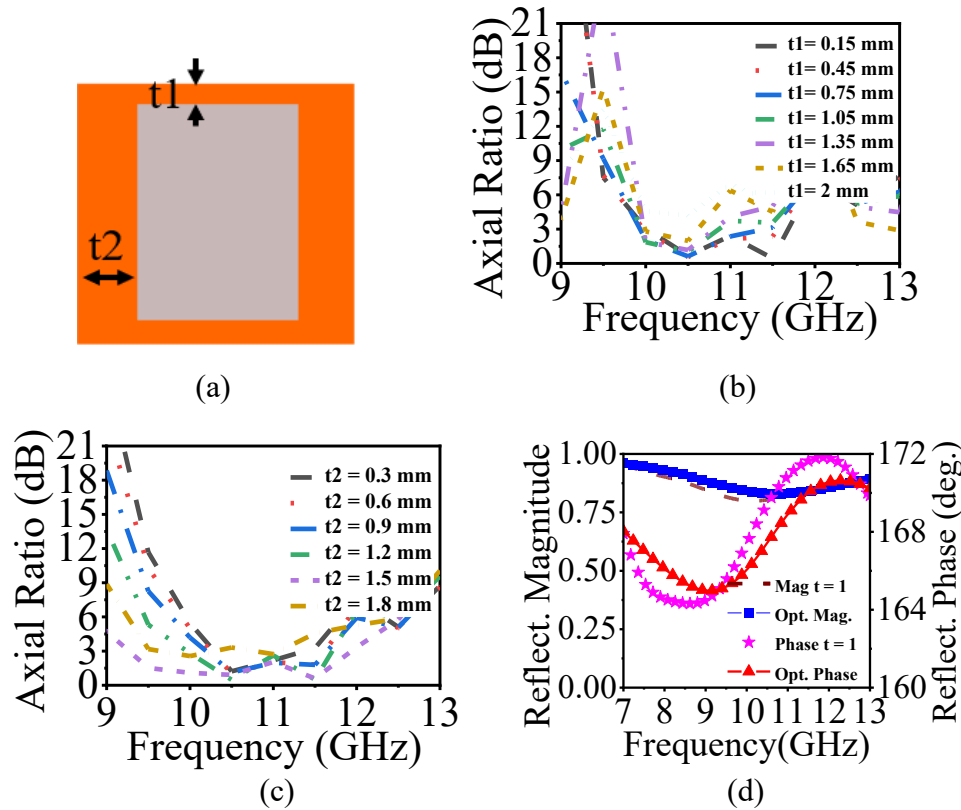 t1
t2
(a)
21
18
15
12
9
6
3
0
Axial Ratio (dB)
t1= 0.15 mm
t1= 0.45 mm
t1= 0.75 mm
t1= 1.05 mm
t1= 1.35 mm
t1= 1.65 mm
t1= 2 mm
9 10 11 12 13
Frequency (GHz)
(b)
21
18
15
12
9
6
3
0
Axial Ratio (dB)
t2 = 0.3 mm
t2 = 0.6 mm
t2 = 0.9 mm
t2 = 1.2 mm
t2 = 1.5 mm
t2 = 1.8 mm
9 10 11 12 13
Frequency (GHz)
(c)
1.00
0.75
0.50
0.25
0.00
Reflect. Magnitude
172
168
164
160
Reflect. Phase (deg.)
Mag t = 1
Opt. Mag.
Phase t = 1
Opt. Phase
7 8 9 10 11 12 13
Frequency(GHz)
(d)